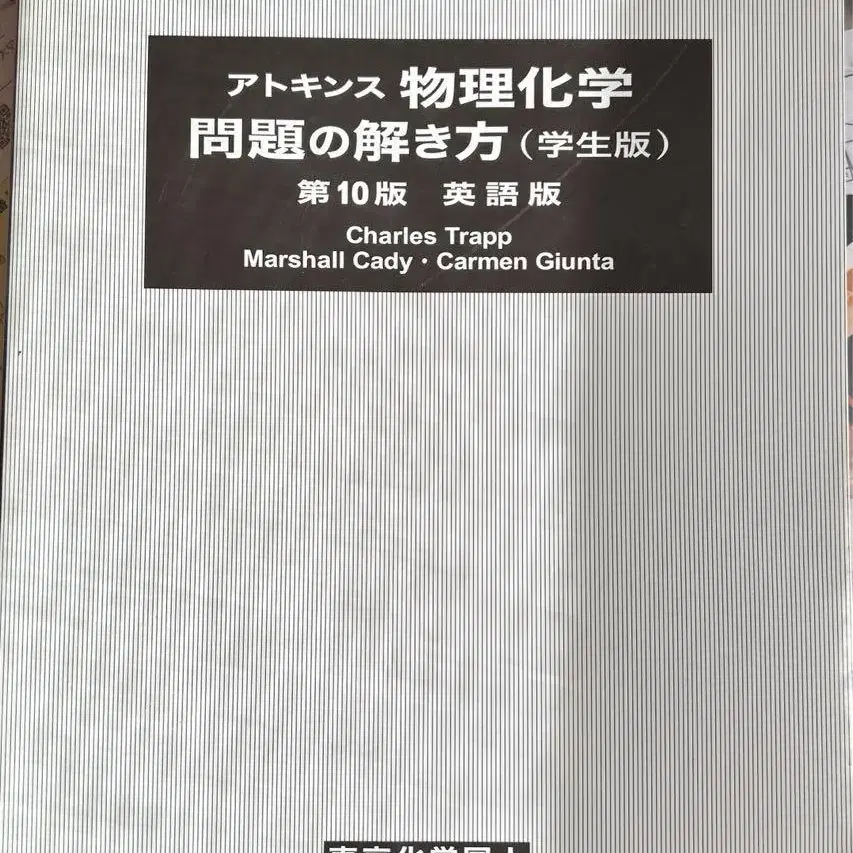 アトキンス 物理化学
問題の解き方(学生版)
第10版 英語版
Charles Trapp
Marshall Cady・Carmen Giunta